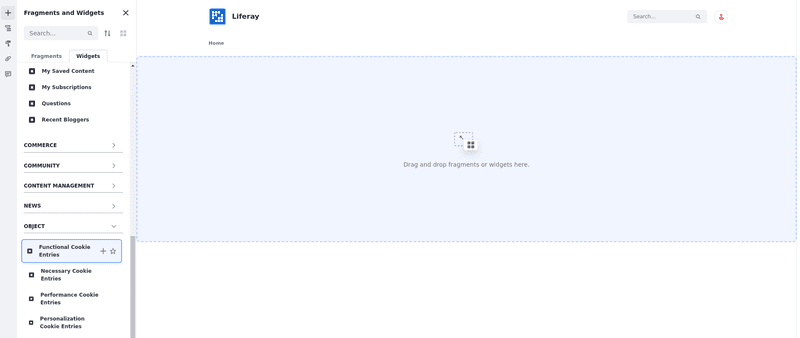 Fragments and Widgets
Search...
Fragments
Widgets
My Saved Content
My Subscriptions
Questions
Recent Bloggers
COMMERCE
COMMUNITY
CONTENT MANAGEMENT
NEWS
OBJECT
Functional Cookie
Entries
Necessary Cookie
Entries
Performance Cookie
Entries
Personalization
Cookie Entries
Liferay
Search...
Home
Drag and drop fragments or widgets here.